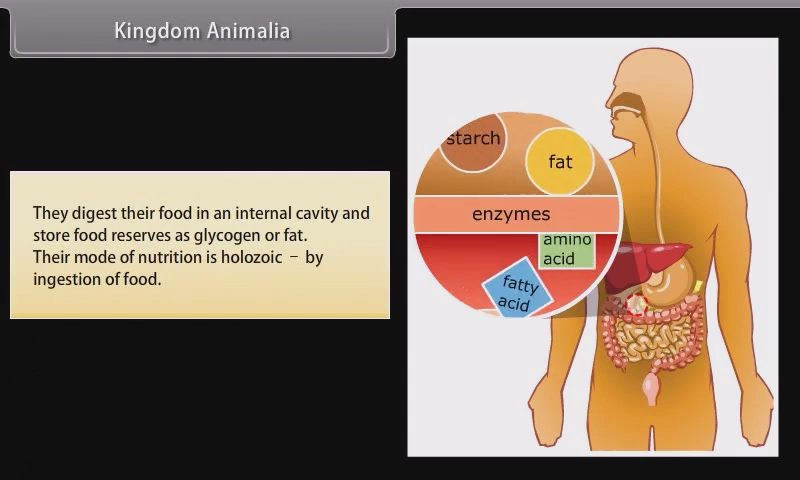 Kingdom Animalia
They digest their food in an internal cavity and
store food reserves as glycogen or fat.
Their mode of nutrition is holozoic – by
ingestion of food.
starch
fat
enzymes
amino
acid
fatty
acid